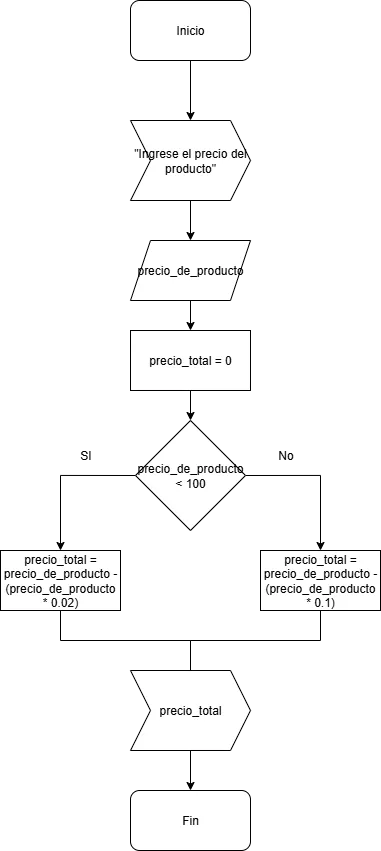 Inicio
"Ingrese el precio del
producto"
precio_de_producto
precio_total = 0
precio_de_producto
< 100
SI
No
precio_total =
precio_de_producto -
(precio_de_producto
* 0.02)
precio_total =
precio_de_producto -
(precio_de_producto
* 0.1)
precio_total
Fin